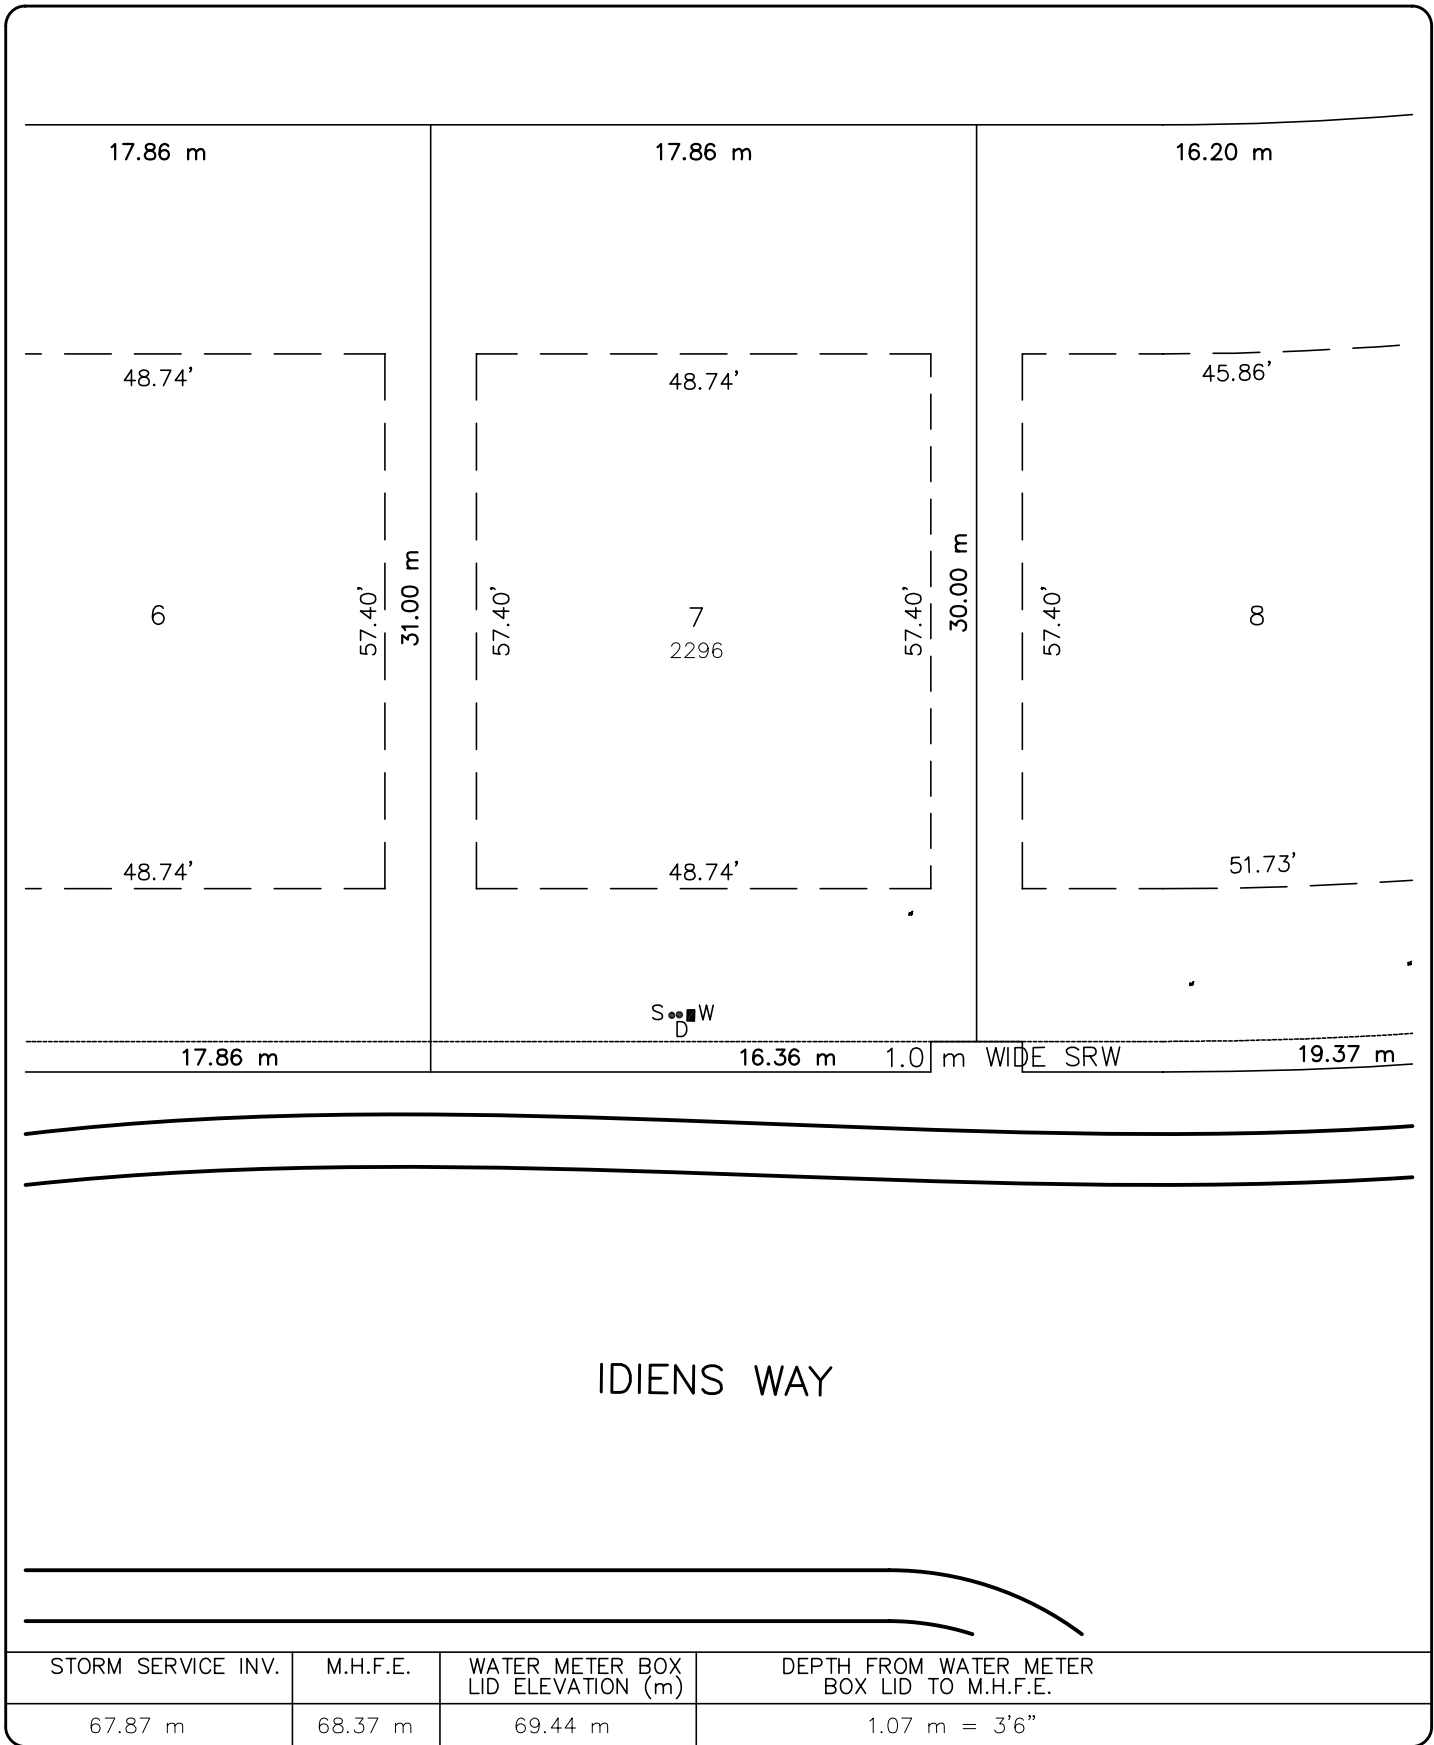 17.86 m
17.86 m
16.20 m
48.74'
48.74'
45.86'
57.40'
31.00 m
57.40'
57.40'
30.00 m
57.40'
6
7
8
2296
48.74'
48.74'
51.73'
S W
D
17.86 m
16.36 m
1.0 m WIDE SRW
19.37 m
IDIENS WAY
STORM SERVICE INV.
M.H.F.E.
WATER METER BOX
LID ELEVATION (m)
DEPTH FROM WATER METER
BOX LID TO M.H.F.E.
67.87 m
68.37 m
69.44 m
1.07 m = 3'6"